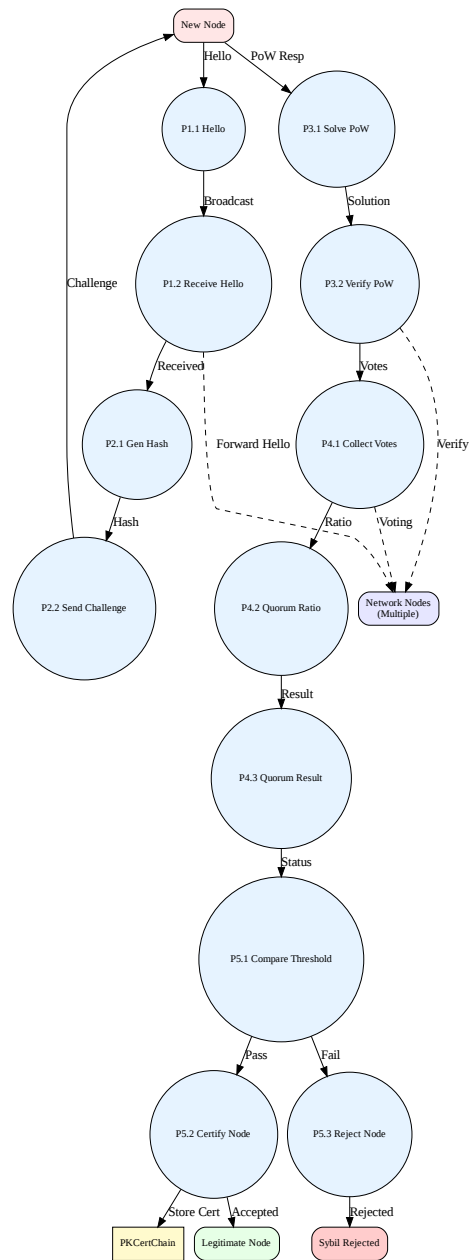 New Node
Hello
PoW Resp
P1.1 Hello
P3.1 Solve PoW
Broadcast
Solution
P1.2 Receive Hello
P3.2 Verify PoW
Challenge
Received
Votes
P2.1 Gen Hash
Forward Hello
P4.1 Collect Votes
Verify
Hash
Ratio
Voting
P2.2 Send Challenge
P4.2 Quorum Ratio
Network Nodes
(Multiple)
Result
P4.3 Quorum Result
Status
P5.1 Compare Threshold
Pass
Fail
P5.2 Certify Node
P5.3 Reject Node
Store Cert
Accepted
Rejected
PKCertChain
Legitimate Node
Sybil Rejected